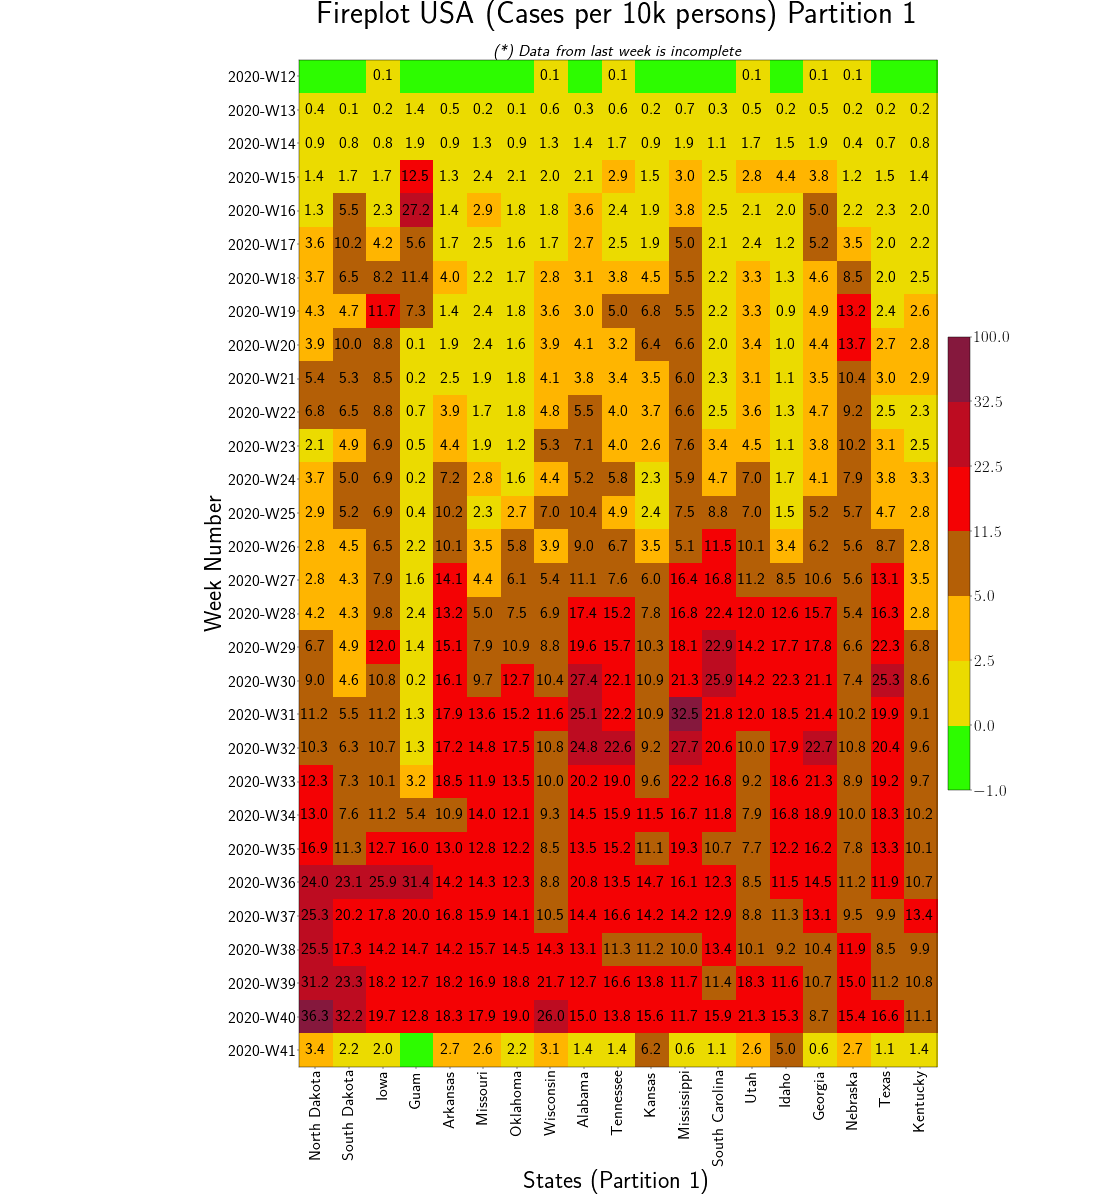 Fireplot USA (Cases per 10k persons) Partition 1
(*) Data from last week is incomplete
2020-W12 0.1 0.1 0.1 0.1 0.1 0.1
2020-W13 0.4 0.1 0.2 1.4 0.5 0.2 0.1 0.6 0.3 0.6 0.2 0.7 0.3 0.5 0.2 0.5 0.2 0.2 0.2
2020-W14 0.9 0.8 0.8 1.9 0.9 1.3 0.9 1.3 1.4 1.7 0.9 1.9 1.1 1.7 1.5 1.9 0.4 0.7 0.8
2020-W15 1.4 1.7 1.7 12.5 1.3 2.4 2.1 2.0 2.1 2.9 1.5 3.0 2.5 2.8 4.4 3.8 1.2 1.5 1.4
2020-W16 1.3 5.5 2.3 27.2 1.4 2.9 1.8 1.8 3.6 2.4 1.9 3.8 2.5 2.1 2.0 5.0 2.2 2.3 2.0
2020-W17 3.6 10.2 4.2 5.6 1.7 2.5 1.6 1.7 2.7 2.5 1.9 5.0 2.1 2.4 1.2 5.2 3.5 2.0 2.2
2020-W18 3.7 6.5 8.2 11.4 4.0 2.2 1.7 2.8 3.1 3.8 4.5 5.5 2.2 3.3 1.3 4.6 8.5 2.0 2.5
2020-W19 4.3 4.7 11.7 7.3 1.4 2.4 1.8 3.6 3.0 5.0 6.8 5.5 2.2 3.3 0.9 4.9 13.2 2.4 2.6
2020-W20 3.9 10.0 8.8 0.1 1.9 2.4 1.6 3.9 4.1 3.2 6.4 6.6 2.0 3.4 1.0 4.4 13.7 2.7 2.8
2020-W21 5.4 5.3 8.5 0.2 2.5 1.9 1.8 4.1 3.8 3.4 3.5 6.0 2.3 3.1 1.1 3.5 10.4 3.0 2.9
2020-W22 6.8 6.5 8.8 0.7 3.9 1.7 1.8 4.8 5.5 4.0 3.7 6.6 2.5 3.6 1.3 4.7 9.2 2.5 2.3
2020-W23 2.1 4.9 6.9 0.5 4.4 1.9 1.2 5.3 7.1 4.0 2.6 7.6 3.4 4.5 1.1 3.8 10.2 3.1 2.5
2020-W24 3.7 5.0 6.9 0.2 7.2 2.8 1.6 4.4 5.2 5.8 2.3 5.9 4.7 7.0 1.7 4.1 7.9 3.8 3.3
2020-W25 2.9 5.2 6.9 0.4 10.2 2.3 2.7 7.0 10.4 4.9 2.4 7.5 8.8 7.0 1.5 5.2 5.7 4.7 2.8
2020-W26 2.8 4.5 6.5 2.2 10.1 3.5 5.8 3.9 9.0 6.7 3.5 5.1 11.5 10.1 3.4 6.2 5.6 8.7 2.8
2020-W27 2.8 4.3 7.9 1.6 14.1 4.4 6.1 5.4 11.1 7.6 6.0 16.4 16.8 11.2 8.5 10.6 5.6 13.1 3.5
2020-W28 4.2 4.3 9.8 2.4 13.2 5.0 7.5 6.9 17.4 15.2 7.8 16.8 22.4 12.0 12.6 15.7 5.4 16.3 2.8
2020-W29 6.7 4.9 12.0 1.4 15.1 7.9 10.9 8.8 19.6 15.7 10.3 18.1 22.9 14.2 17.7 17.8 6.6 22.3 6.8
2020-W30 9.0 4.6 10.8 0.2 16.1 9.7 12.7 10.4 27.4 22.1 10.9 21.3 25.9 14.2 22.3 21.1 7.4 25.3 8.6
2020-W31 11.2 5.5 11.2 1.3 17.9 13.6 15.2 11.6 25.1 22.2 10.9 32.5 21.8 12.0 18.5 21.4 10.2 19.9 9.1
2020-W32 10.3 6.3 10.7 1.3 17.2 14.8 17.5 10.8 24.8 22.6 9.2 27.7 20.6 10.0 17.9 22.7 10.8 20.4 9.6
2020-W33 12.3 7.3 10.1 3.2 18.5 11.9 13.5 10.0 20.2 19.0 9.6 22.2 16.8 9.2 18.6 21.3 8.9 19.2 9.7
2020-W34 13.0 7.6 11.2 5.4 10.9 14.0 12.1 9.3 14.5 15.9 11.5 16.7 11.8 7.9 16.8 18.9 10.0 18.3 10.2
2020-W35 16.9 11.3 12.7 16.0 13.0 12.8 12.2 8.5 13.5 15.2 11.1 19.3 10.7 7.7 12.2 16.2 7.8 13.3 10.1
2020-W36 24.0 23.1 25.9 31.4 14.2 14.3 12.3 8.8 20.8 13.5 14.7 16.1 12.3 8.5 11.5 14.5 11.2 11.9 10.7
2020-W37 25.3 20.2 17.8 20.0 16.8 15.9 14.1 10.5 14.4 16.6 14.2 14.2 12.9 8.8 11.3 13.1 9.5 9.9 13.4
2020-W38 25.5 17.3 14.2 14.7 14.2 15.7 14.5 14.3 13.1 11.3 11.2 10.0 13.4 10.1 9.2 10.4 11.9 8.5 9.9
2020-W39 31.2 23.3 18.2 12.7 18.2 16.9 18.8 21.7 12.7 16.6 13.8 11.7 11.4 18.3 11.6 10.7 15.0 11.2 10.8
2020-W40 36.3 32.2 19.7 12.8 18.3 17.9 19.0 26.0 15.0 13.8 15.6 11.7 15.9 21.3 15.3 8.7 15.4 16.6 11.1
2020-W41 3.4 2.2 2.0 2.7 2.6 2.2 3.1 1.4 1.4 6.2 0.6 1.1 2.6 5.0 0.6 2.7 1.1 1.4
Week Number
North Dakota
South Dakota
Iowa
Guam
Arkansas
Missouri
Oklahoma
Wisconsin
Alabama
Tennessee
Kansas
Mississippi
South Carolina
Utah
Idaho
Georgia
Nebraska
Texas
Kentucky
States (Partition 1)
100.0
32.5
22.5
11.5
5.0
2.5
0.0
−1.0